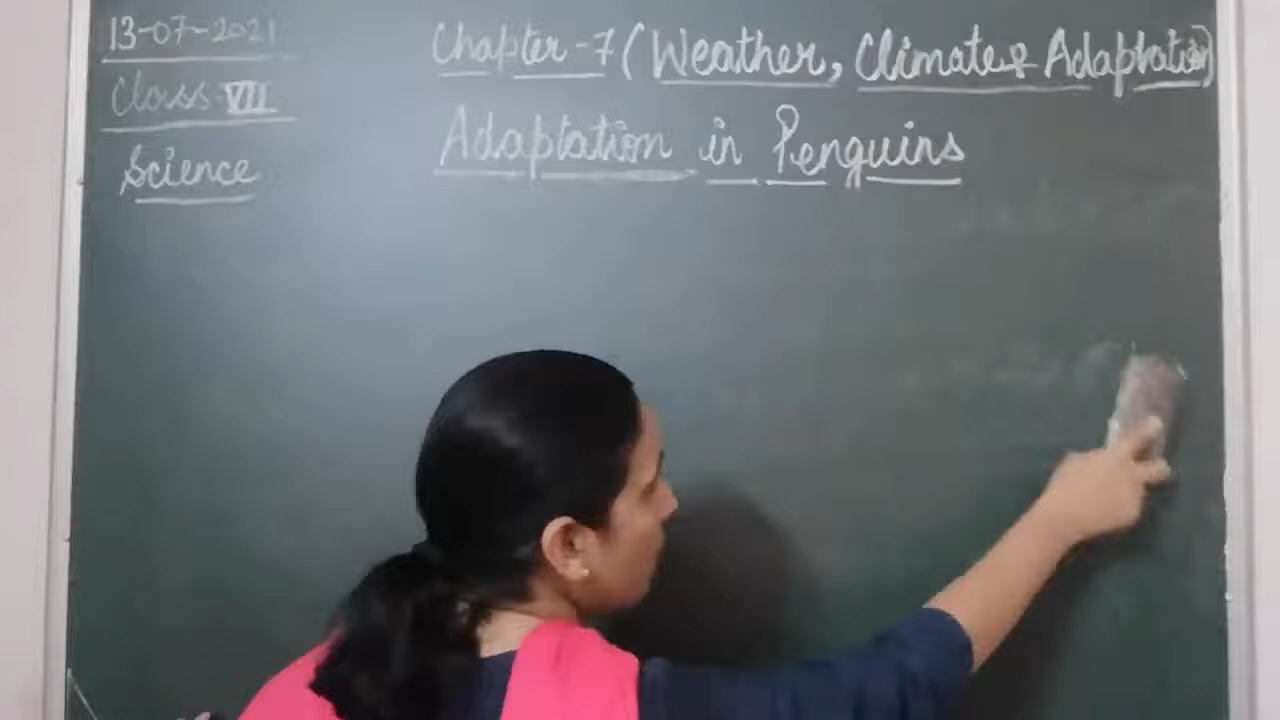 13-07-2021
Class VII
Science
Chapter-7 (Weather, Climate & Adaptation)
Adaptation in Penguins